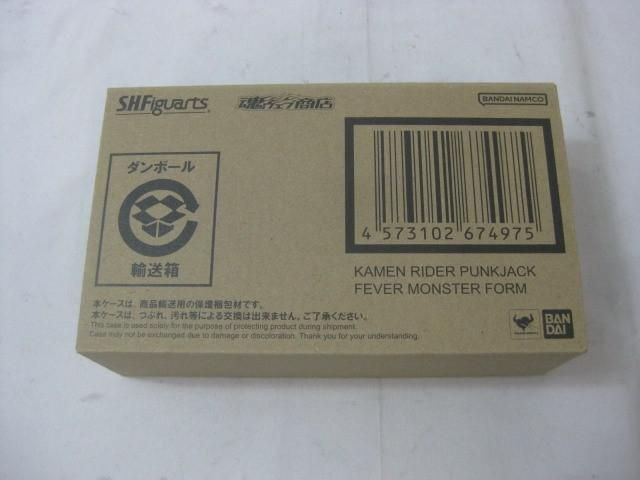 S.H.Figuarts
魂ウェブ商店
BANDAI NAMCO
ダンボール
輸送箱
4 573102 674975
KAMEN RIDER PUNKJACK
FEVER MONSTER FORM
本ケースは、商品輸送用の保護梱包材です。
本ケースは、つぶれ、汚れ等による交換は出来ません。ご了承ください。
This case is used solely for the purpose of protecting product during shipment.
Case may not be exchanged due to damage or discoloration. Thank you for your understanding.
BAN
DAI